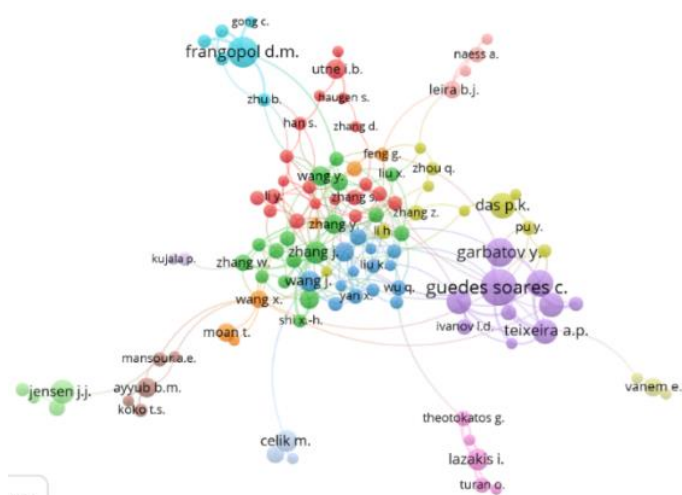 gong c.
frangopol d.m.
naess a.
utne i.b.
leira b.j.
zhu b.
haugen s.
han s.
zhang d.
feng g.
zhou q.
wang y.
liu x.
li y.
zhang s.
das p.k.
zhang z.
zhang y.
li h.
pu y.
kujala p.
zhang w.
zhang j.
garbatov y.
liu k.
wang j.
wu q.
guedes soares c.
wang x.
yan x.
shi x.-h.
ivanov l.d.
teixeira a.p.
moan t.
mansour a.e.
jensen j.j.
ayyub b.m.
vanem e.
koko t.s.
theotokatos g.
celik m.
lazakis i.
turan o.